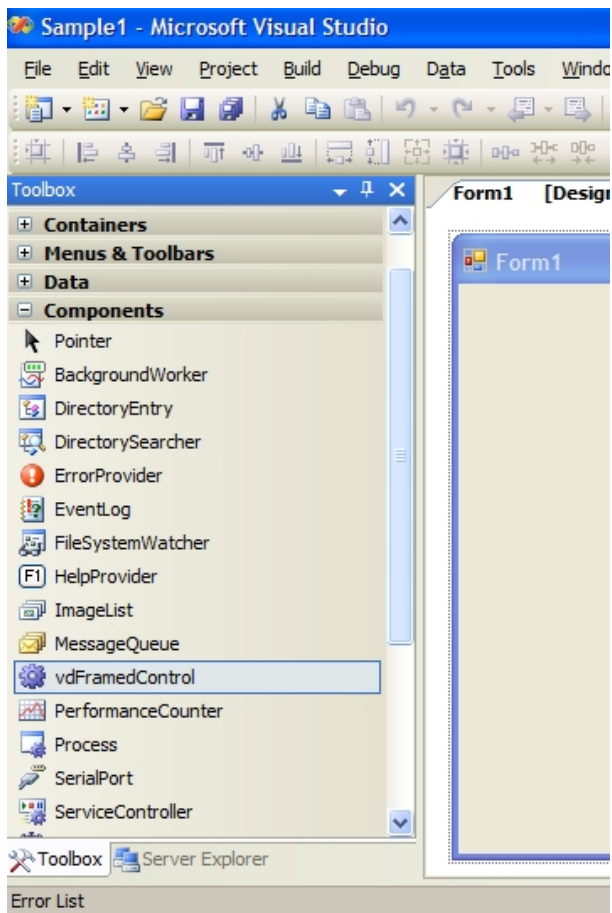 Sample1 - Microsoft Visual Studio
File Edit View Project Build Debug Data Tools Windo
Toolbox
Form1 [Design
Containers
Form1
Menus & Toolbars
Data
Components
Pointer
BackgroundWorker
DirectoryEntry
DirectorySearcher
ErrorProvider
EventLog
FileSystemWatcher
F1 HelpProvider
ImageList
MessageQueue
vdFramedControl
PerformanceCounter
Process
SerialPort
ServiceController
Toolbox Server Explorer
Error List